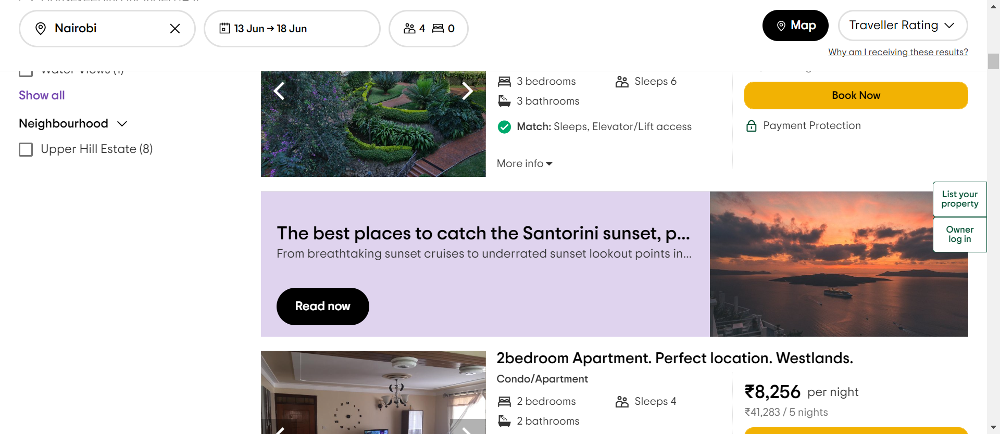 Nairobi
13 Jun → 18 Jun
4 0
Map
Traveller Rating
Why am I receiving these results?
Water Views (1)
Show all
Neighbourhood
Upper Hill Estate (8)
3 bedrooms
Sleeps 6
3 bathrooms
Match: Sleeps, Elevator/Lift access
More info
Book Now
Payment Protection
List your
property
Owner
log in
The best places to catch the Santorini sunset, p...
From breathtaking sunset cruises to underrated sunset lookout points in...
Read now
2bedroom Apartment. Perfect location. Westlands.
Condo/Apartment
2 bedrooms
Sleeps 4
2 bathrooms
₹8,256 per night
₹41,283 / 5 nights